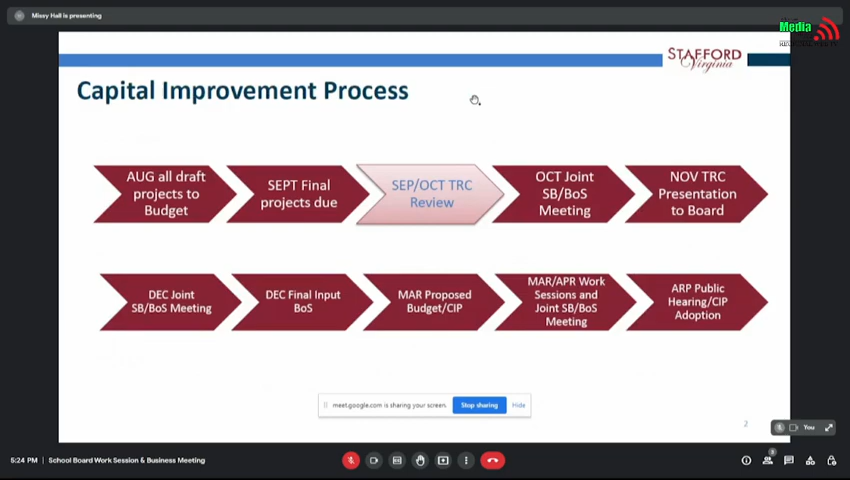 Missy Hall is presenting
Media
STAFFORD
Virginia
Capital Improvement Process
AUG all draft
projects to
Budget
SEPT Final
projects due
SEP/OCT TRC
Review
OCT Joint
SB/BoS
Meeting
NOV TRC
Presentation
to Board
DEC Joint
SB/BoS Meeting
DEC Final Input
BoS
MAR Proposed
Budget/CIP
MAR/APR Work
Sessions and
Joint SB/BoS
Meeting
ARP Public
Hearing/CIP
Adoption
meet.google.com is sharing your screen.
Stop sharing
Hide
2
You
5:24 PM | School Board Work Session & Business Meeting